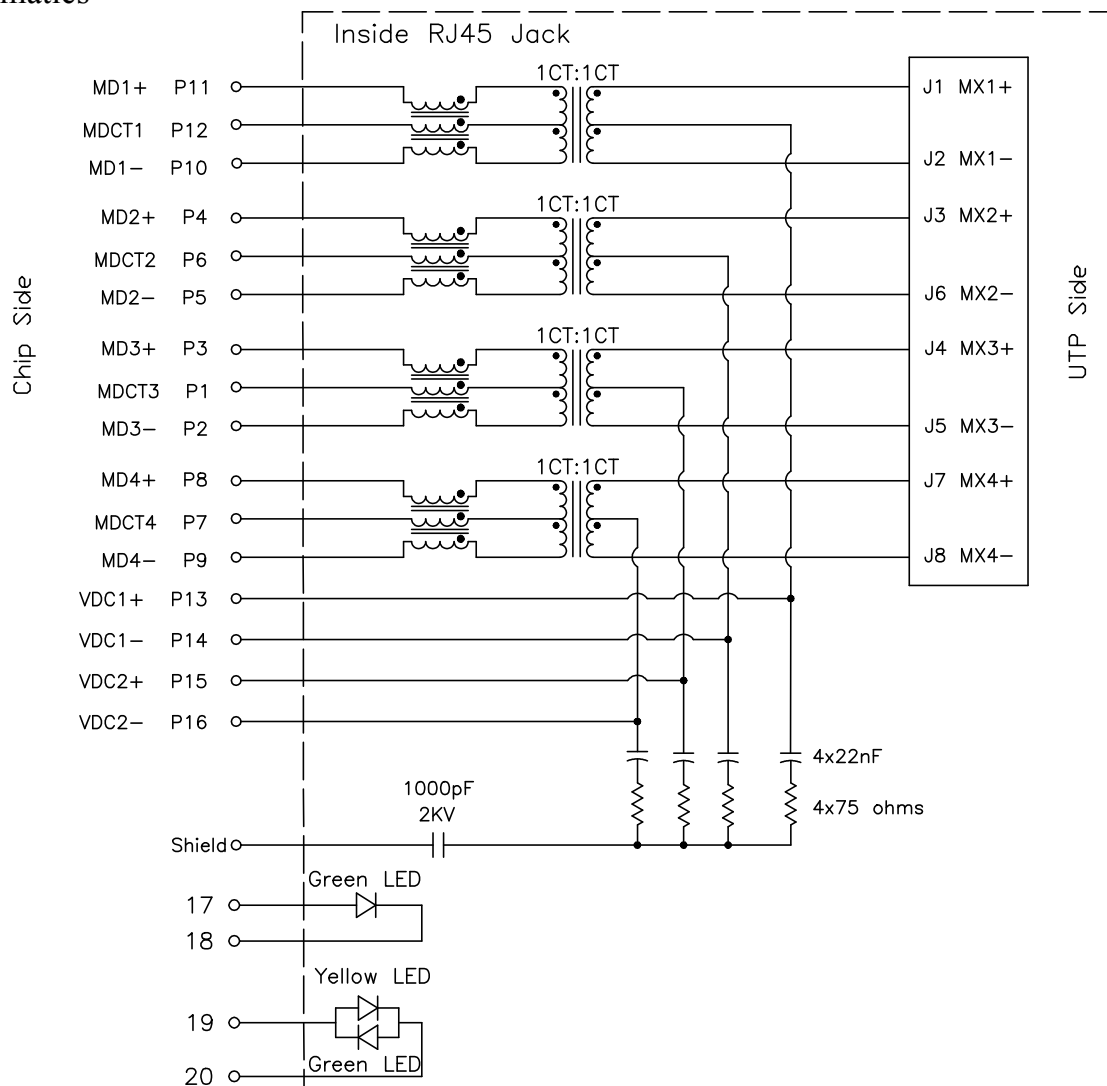 Inside RJ45 Jack
1CT:1CT
MD1+ P11
J1 MX1+
MDCT1 P12
MD1- P10
J2 MX1-
1CT:1CT
MD2+ P4
J3 MX2+
MDCT2 P6
MD2- P5
J6 MX2-
Chip Side
UTP Side
1CT:1CT
MD3+ P3
J4 MX3+
MDCT3 P1
MD3- P2
J5 MX3-
1CT:1CT
MD4+ P8
J7 MX4+
MDCT4 P7
MD4- P9
J8 MX4-
VDC1+ P13
VDC1- P14
VDC2+ P15
VDC2- P16
4x22nF
1000pF
2KV
4x75 ohms
Shield
Green LED
17
18
Yellow LED
19
Green LED
20